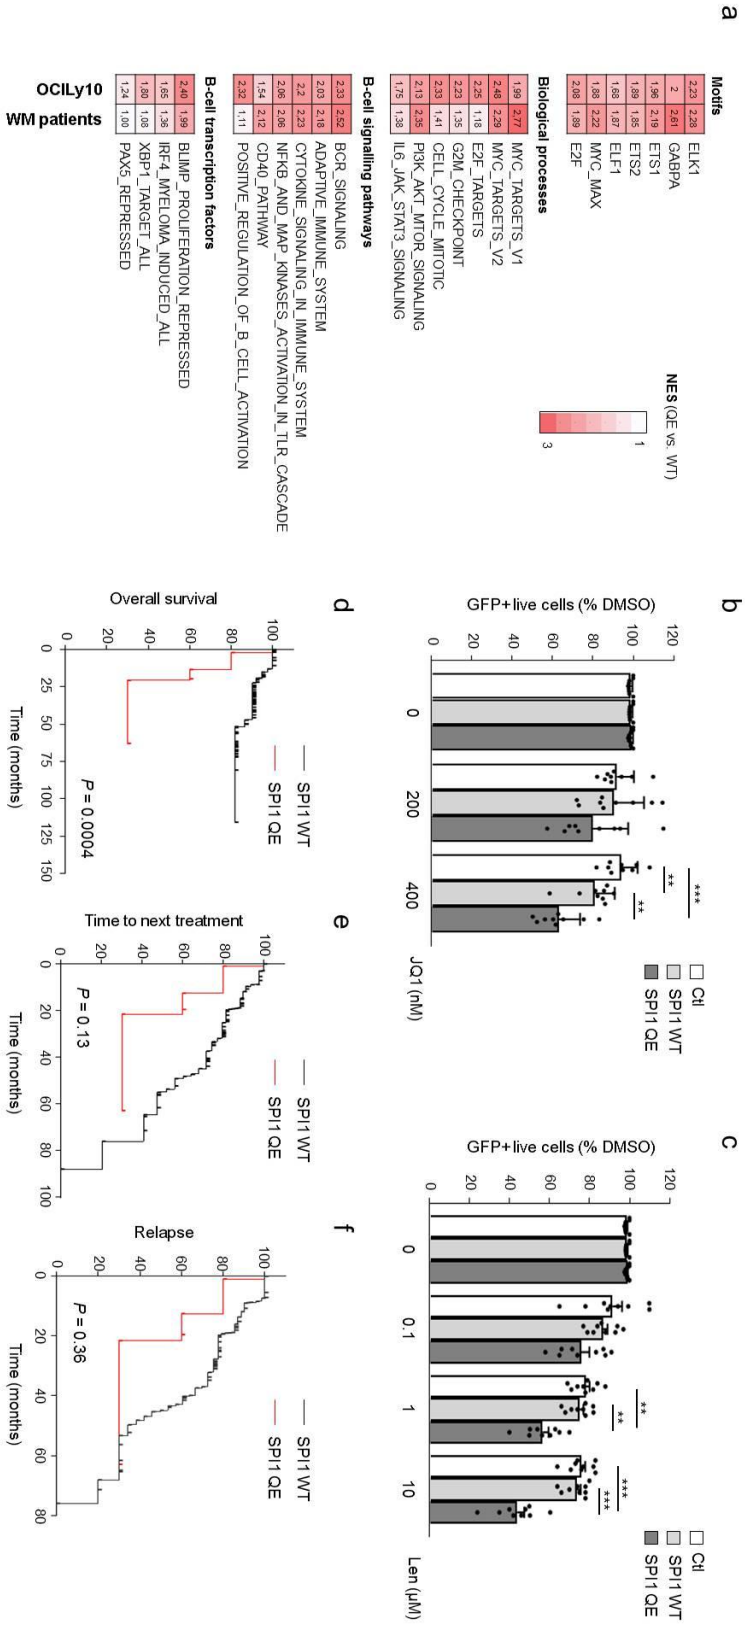 a
Motifs
2,23 2,28 ELK1
2 2,61 GABPA
1,96 2,19 ETS1
1,89 1,85 ETS2
1,68 1,87 ELF1
1,88 2,22 MYC_MAX
2,08 1,89 E2F
Biological processes
1,99 2,77 MYC_TARGETS_V1
2,48 2,29 MYC_TARGETS_V2
2,25 1,18 E2F_TARGETS
2,23 1,35 G2M_CHECKPOINT
2,33 1,41 CELL_CYCLE_MITOTIC
2,13 2,35 PI3K_AKT_MTOR_SIGNALING
1,75 1,38 IL6_JAK_STAT3_SIGNALING
B-cell signalling pathways
2,33 2,52 BCR_SIGNALING
2,03 2,18 ADAPTIVE_IMMUNE_SYSTEM
2,2 2,23 CYTOKINE_SIGNALING_IN_IMMUNE_SYSTEM
2,06 2,06 NFKB_AND_MAP_KINASES_ACTIVATION_IN_TLR_CASCADE
1,54 2,12 CD40_PATHWAY
2,32 1,11 POSITIVE_REGULATION_OF_B_CELL_ACTIVATION
B-cell transcription factors
2,40 1,99 BLIMP_PROLIFERATION_REPRESSED
1,65 1,36 IRF4_MYELOMA_INDUCED_ALL
1,80 1,08 XBP1_TARGET_ALL
1,24 1,00 PAX5_REPRESSED
OCILy10
WM patients
NES (QE vs. WT)
1
3
b
GFP+ live cells (% DMSO)
120
100
80
60
40
20
0
0 200 400
JQ1 (nM)
***
**
**
Ctl
SPI1 WT
SPI1 QE
c
GFP+ live cells (% DMSO)
120
100
80
60
40
20
0
0 0.1 1 10
Len (µM)
**
**
***
***
Ctl
SPI1 WT
SPI1 QE
d
Overall survival
100
80
60
40
20
0
0 25 50 75 100 125 150
Time (months)
SPI1 WT
SPI1 QE
P = 0.0004
e
Time to next treatment
100
80
60
40
20
0
0 20 40 60 80 100
Time (months)
SPI1 WT
SPI1 QE
P = 0.13
f
Relapse
100
80
60
40
20
0
0 20 40 60 80
Time (months)
SPI1 WT
SPI1 QE
P = 0.36